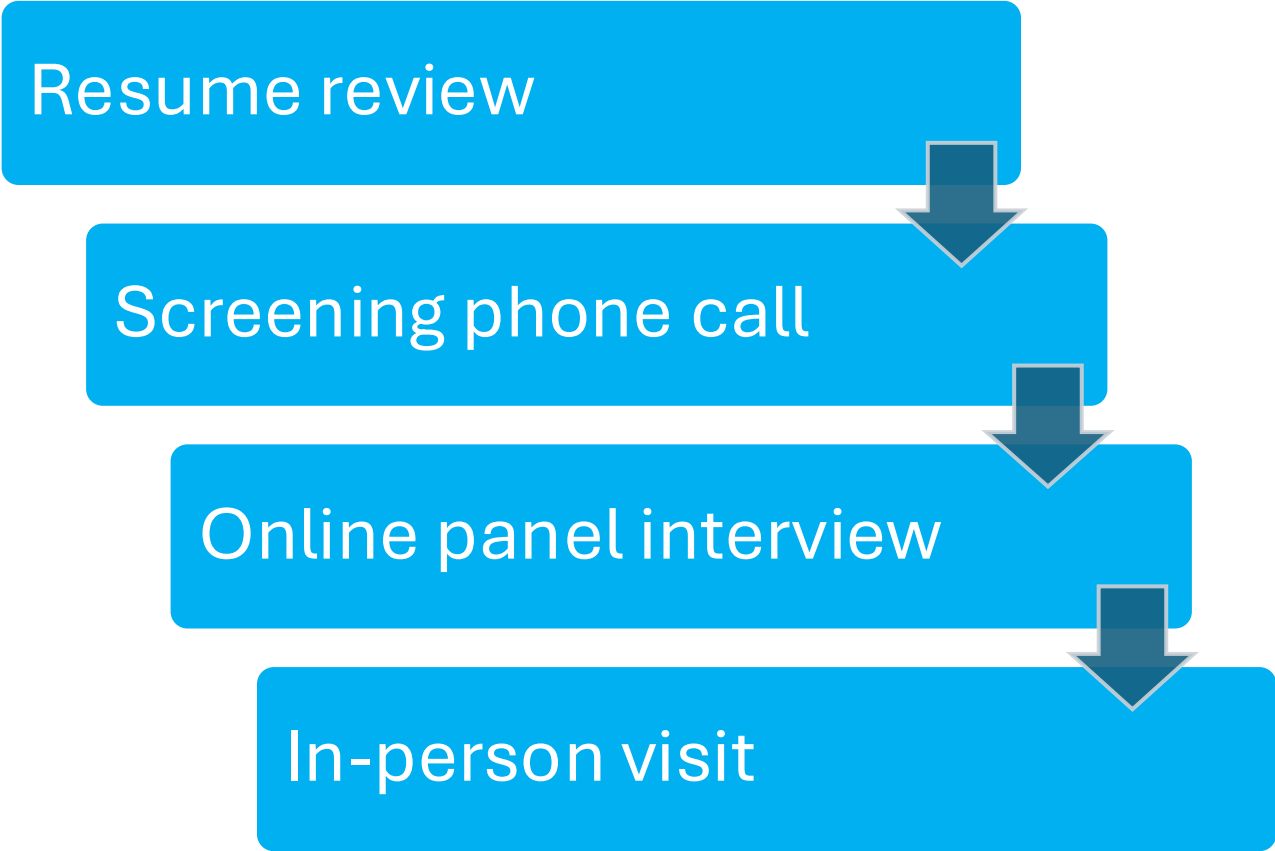 Resume review
Screening phone call
Online panel interview
In-person visit